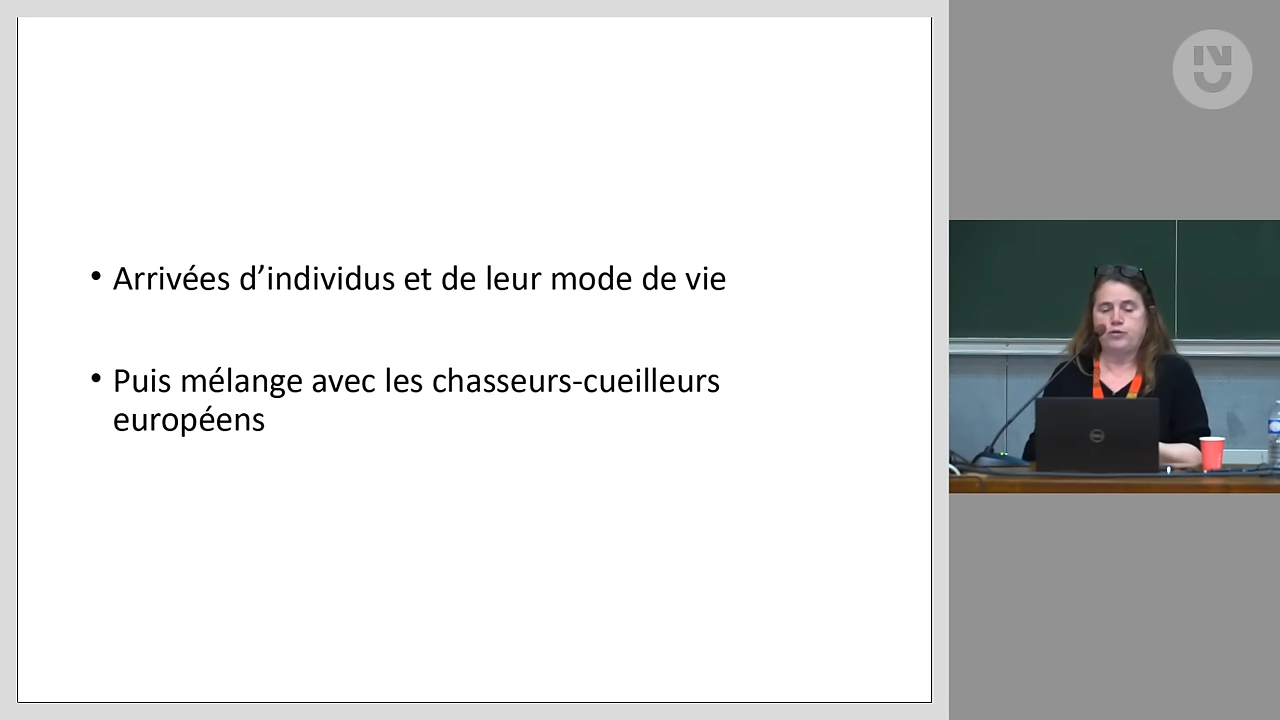 • Arrivées d’individus et de leur mode de vie
• Puis mélange avec les chasseurs-cueilleurs
européens